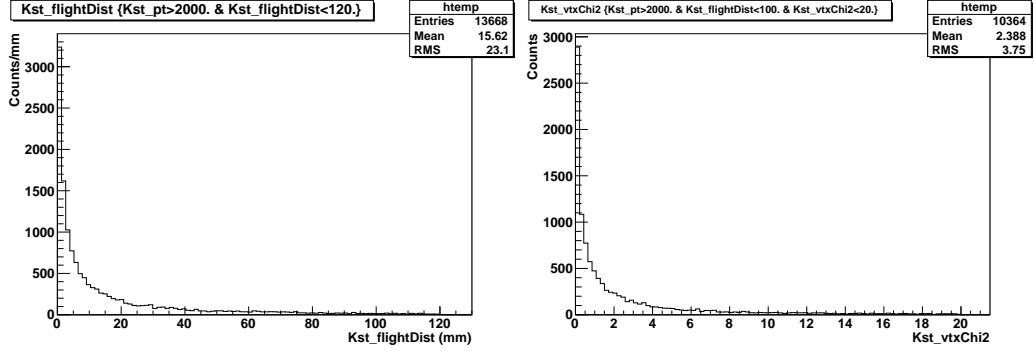 Kst_flightDist {Kst_pt>2000. & Kst_flightDist<120.}
htemp
Entries 13668
Mean 15.62
RMS 23.1
Counts/mm
3000
2500
2000
1500
1000
500
0
0 20 40 60 80 100 120
Kst_flightDist (mm)
Kst_vtxChi2 {Kst_pt>2000. & Kst_flightDist<100. & Kst_vtxChi2<20.}
htemp
Entries 10364
Mean 2.388
RMS 3.75
Counts
3000
2500
2000
1500
1000
500
0
0 2 4 6 8 10 12 14 16 18 20
Kst_vtxChi2